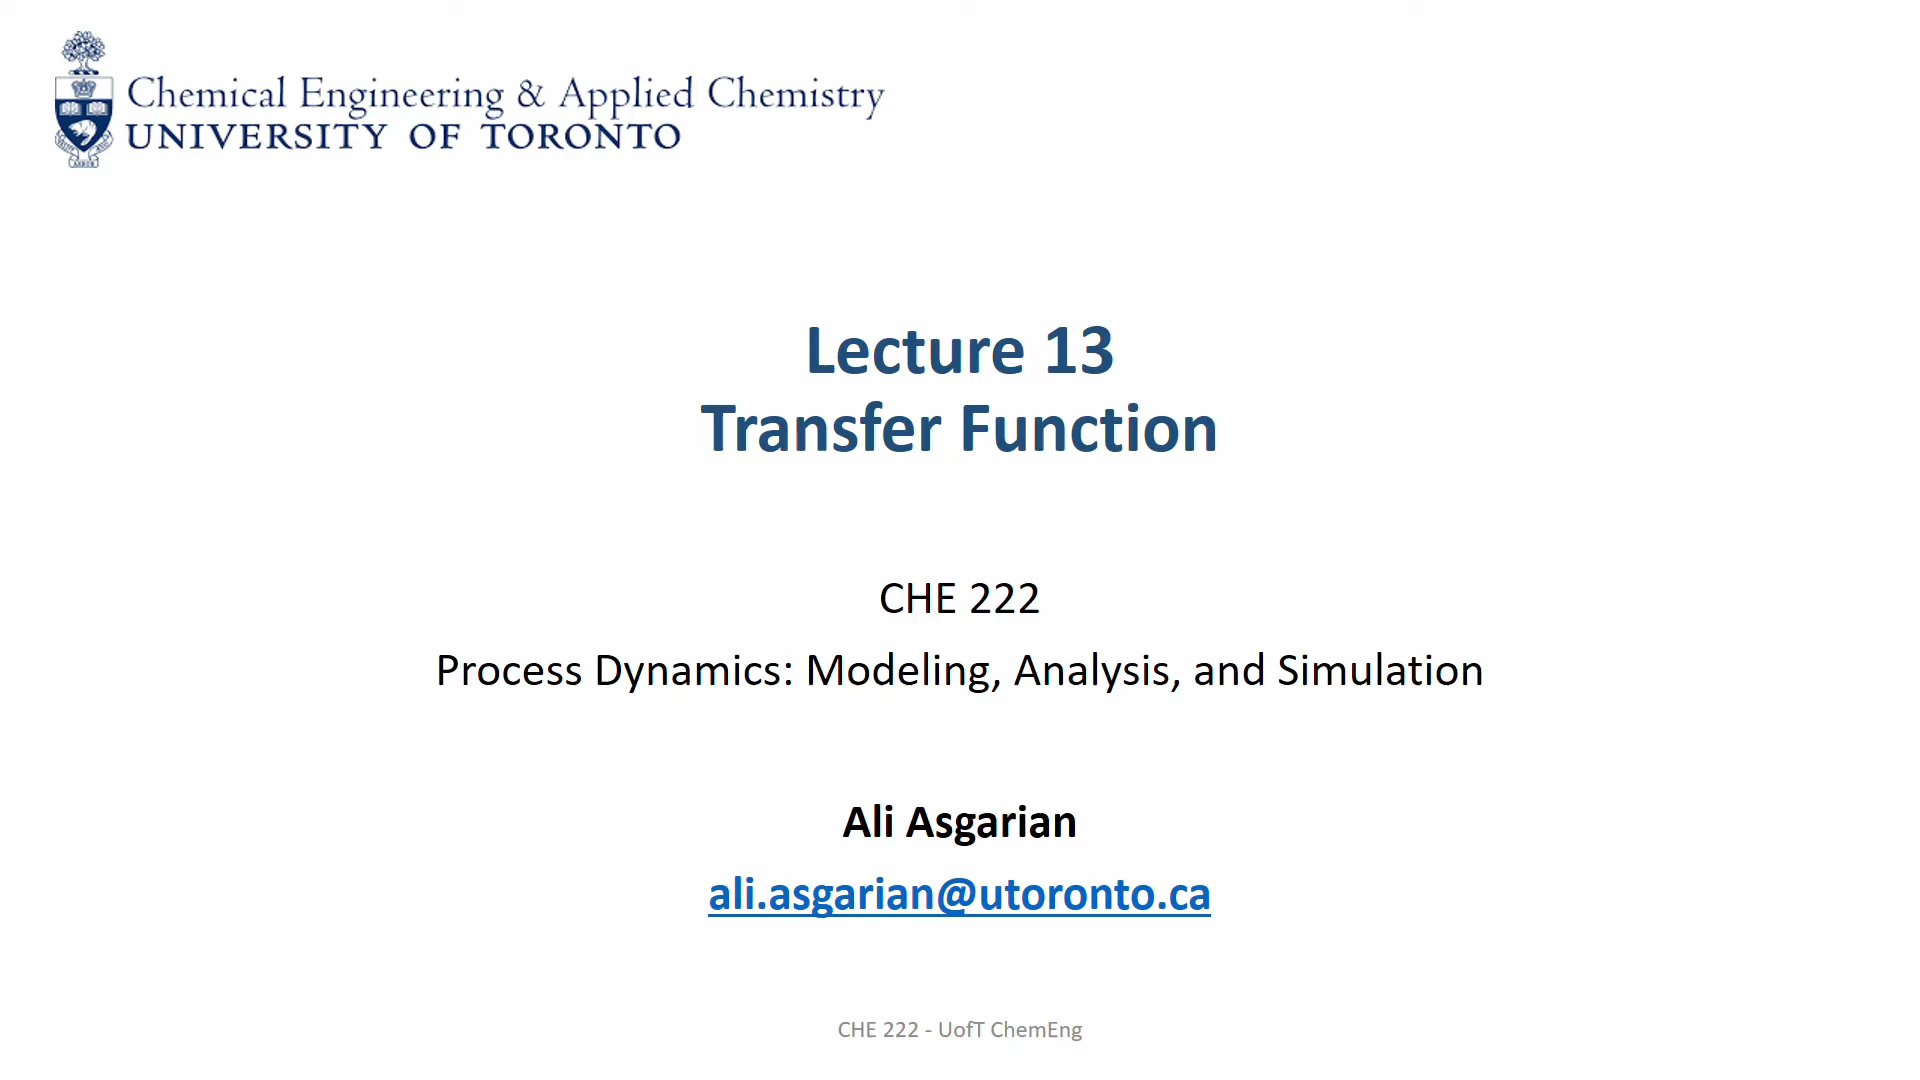 Chemical Engineering & Applied Chemistry
UNIVERSITY OF TORONTO
Lecture 13
Transfer Function
CHE 222
Process Dynamics: Modeling, Analysis, and Simulation
Ali Asgarian
ali.asgarian@utoronto.ca
CHE 222 - UofT ChemEng